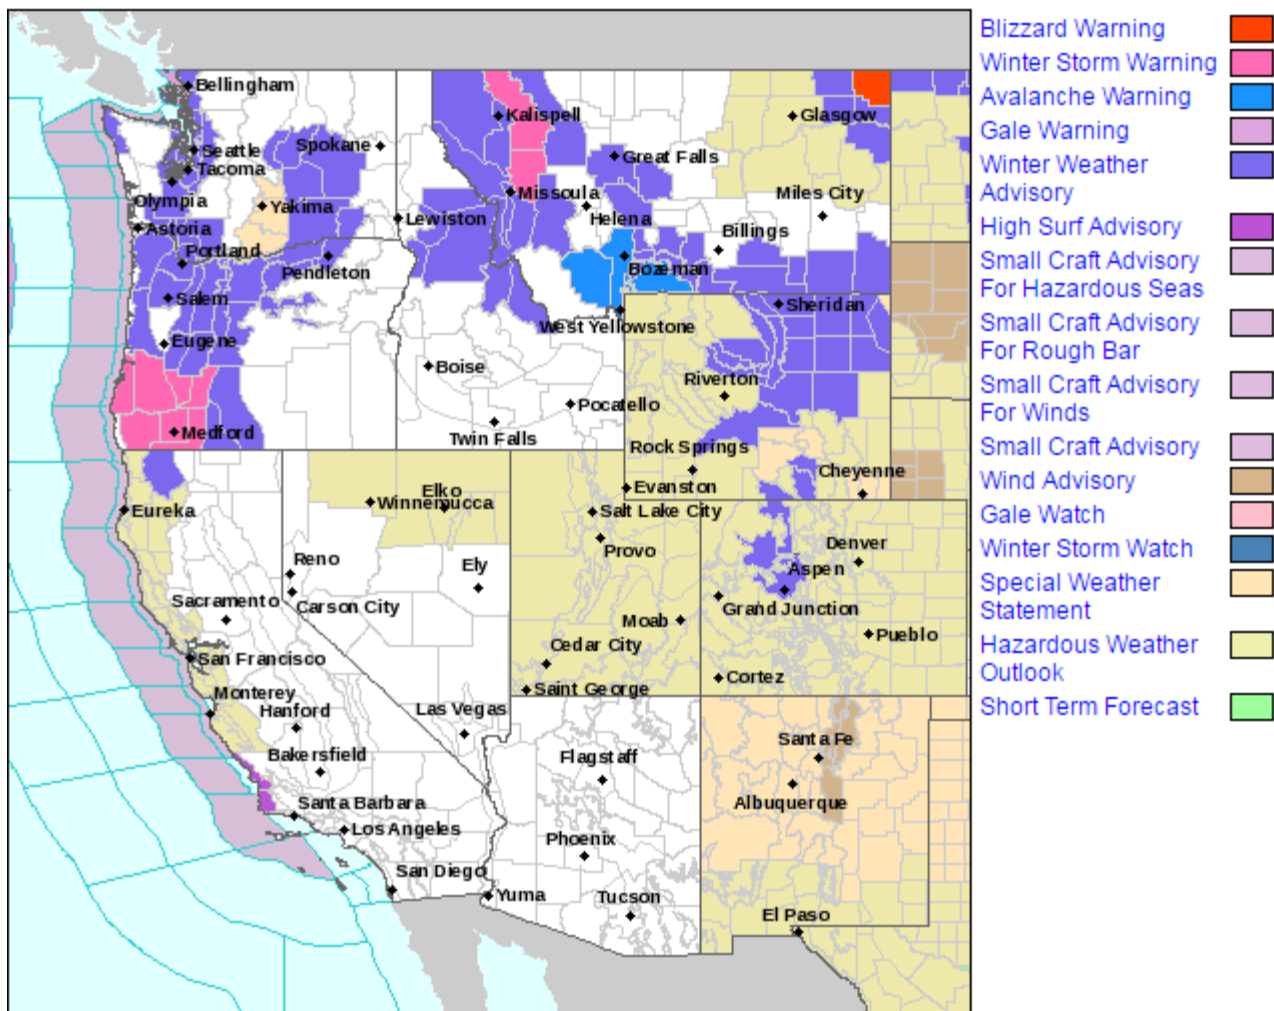 Bellingham
Seattle
Tacoma
Olympia
Spokane
Yakima
Astoria
Portland
Pendleton
Salem
Eugene
Medford
Lewiston
Kalispell
Missoula
Great Falls
Helena
Glasgow
Miles City
Billings
Bozeman
West Yellowstone
Sheridan
Boise
Pocatello
Twin Falls
Riverton
Rock Springs
Cheyenne
Evanston
Eureka
Elko
Winnemucca
Reno
Carson City
Ely
Salt Lake City
Provo
Denver
Aspen
Grand Junction
Moab
Pueblo
Cedar City
Saint George
Cortez
Sacramento
San Francisco
Monterey
Hanford
Las Vegas
Bakersfield
Santa Barbara
Los Angeles
San Diego
Flagstaff
Phoenix
Yuma
Tucson
Santa Fe
Albuquerque
El Paso
Blizzard Warning
Winter Storm Warning
Avalanche Warning
Gale Warning
Winter Weather
Advisory
High Surf Advisory
Small Craft Advisory
For Hazardous Seas
Small Craft Advisory
For Rough Bar
Small Craft Advisory
For Winds
Small Craft Advisory
Wind Advisory
Gale Watch
Winter Storm Watch
Special Weather
Statement
Hazardous Weather
Outlook
Short Term Forecast